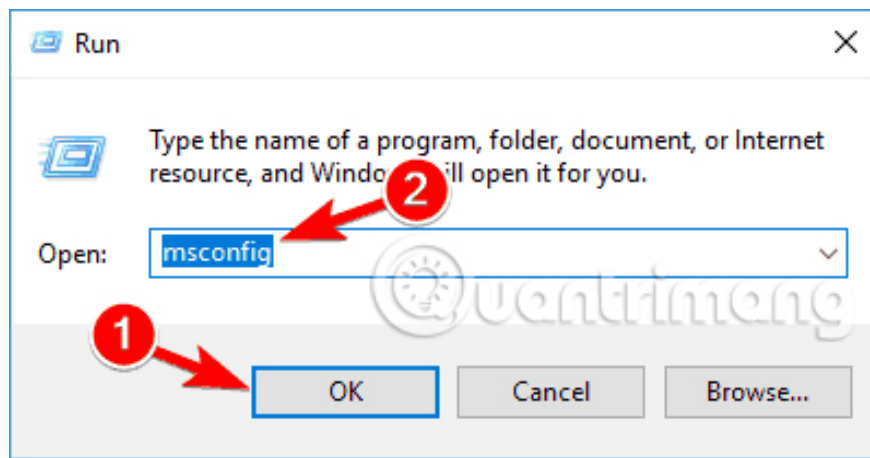 Run
Type the name of a program, folder, document, or Internet
resource, and Windo ill open it for you.
2
Open: msconfig
Quantrimang
1
OK Cancel Browse...